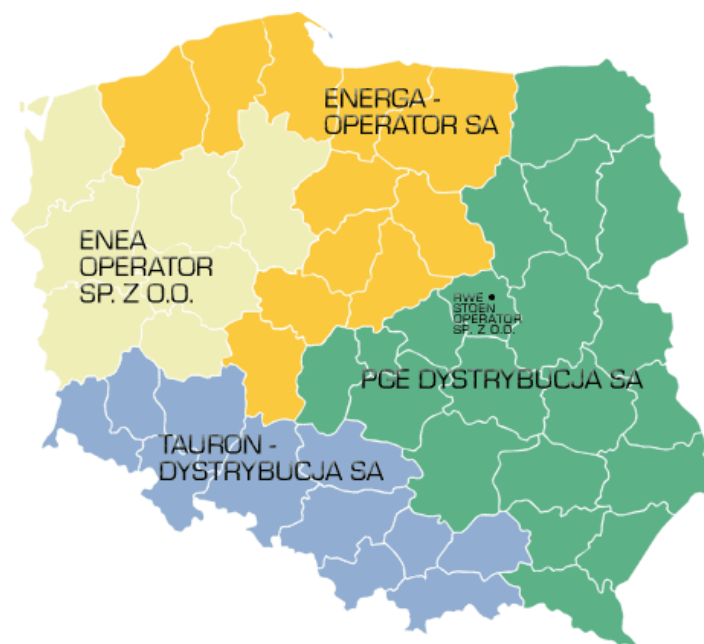 ENERGA -
OPERATOR SA
ENEA
OPERATOR
SP. Z O.O.
RWE
STOEN
OPERATOR
SP. Z O.O.
PGE DYSTRYBUCJA SA
TAURON -
DYSTRYBUCJA SA